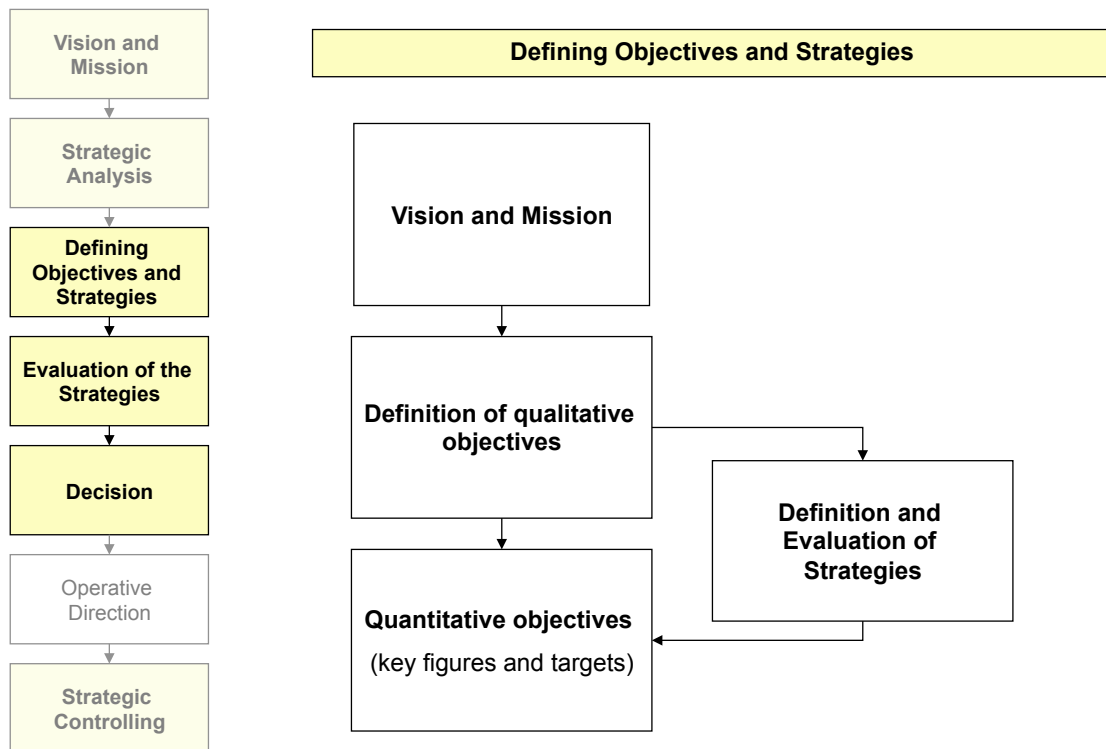 Vision and
Mission
Strategic
Analysis
Defining
Objectives and
Strategies
Evaluation of the
Strategies
Decision
Operative
Direction
Strategic
Controlling
Defining Objectives and Strategies
Vision and Mission
Definition of qualitative
objectives
Definition and
Evaluation of
Strategies
Quantitative objectives
(key figures and targets)